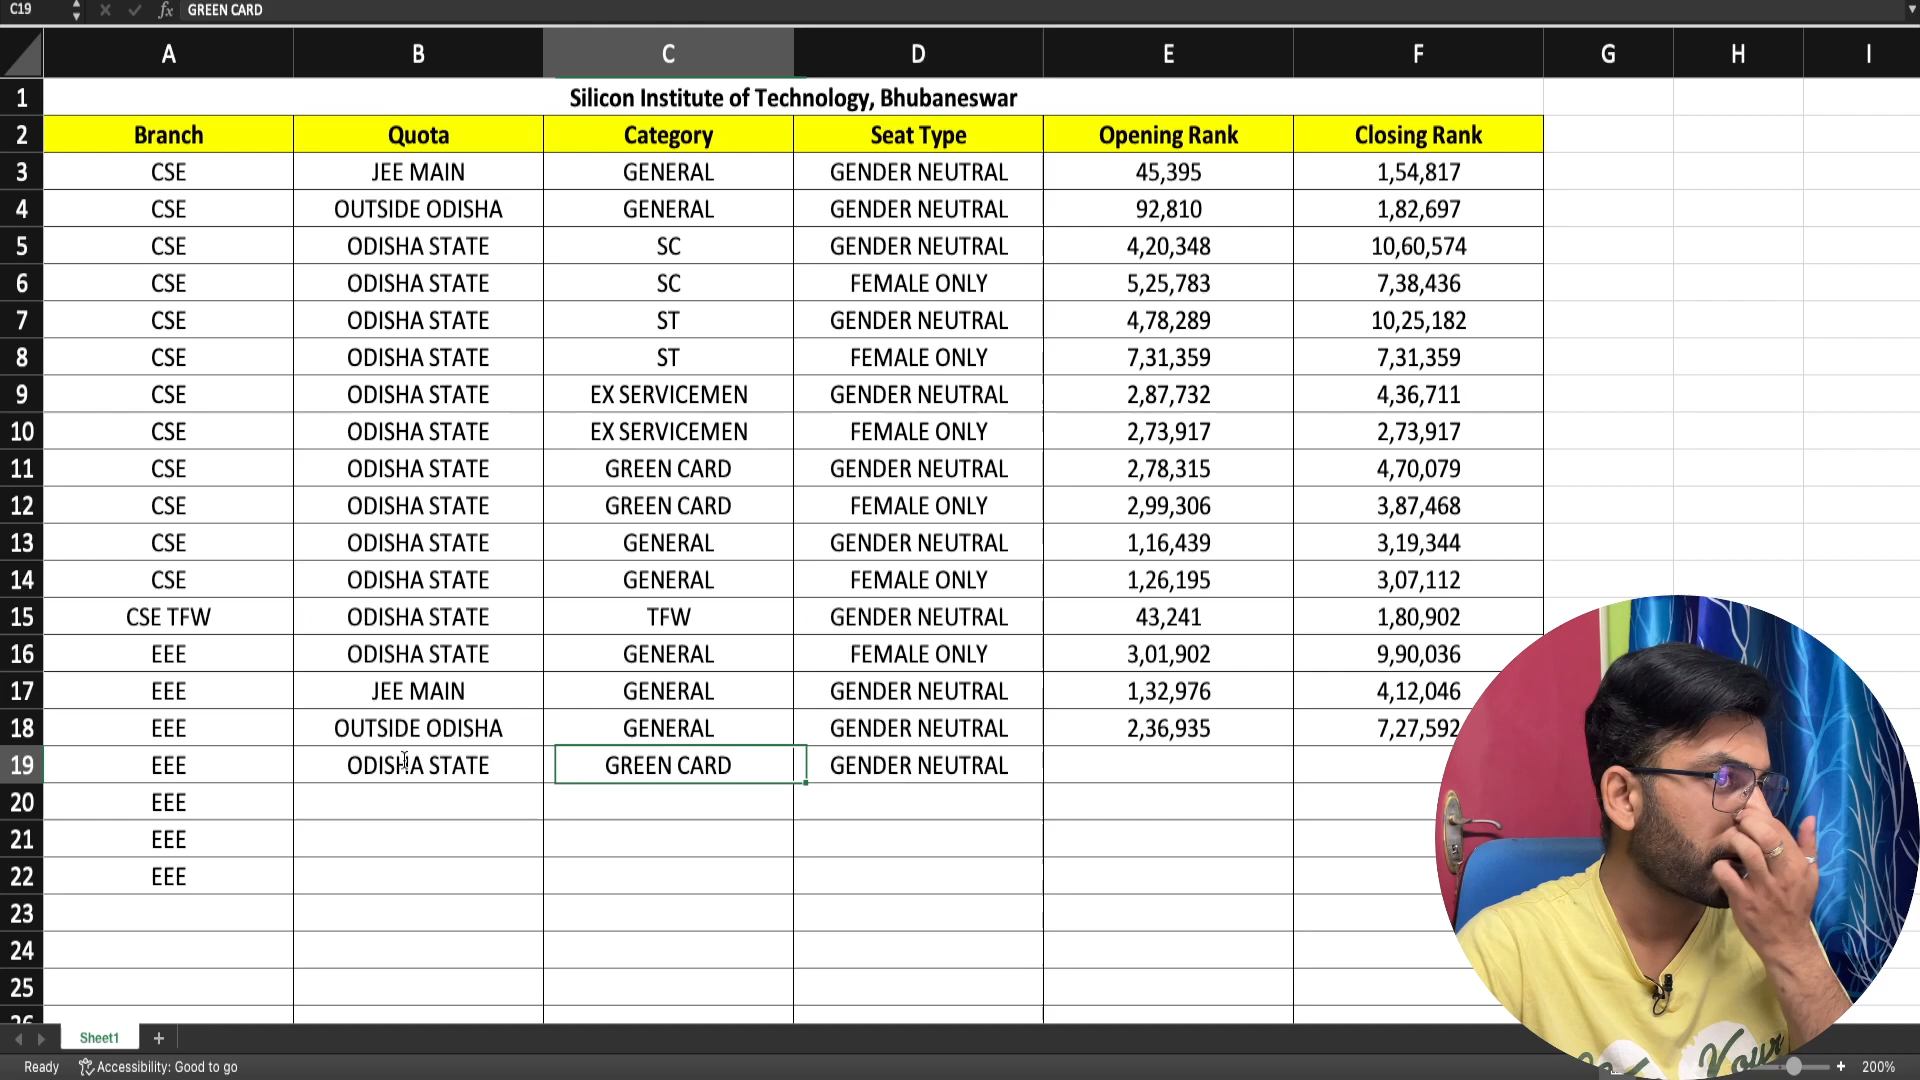 C19 fx GREEN CARD
A B C D E F G H I
1 Silicon Institute of Technology, Bhubaneswar
2 Branch Quota Category Seat Type Opening Rank Closing Rank
3 CSE JEE MAIN GENERAL GENDER NEUTRAL 45,395 1,54,817
4 CSE OUTSIDE ODISHA GENERAL GENDER NEUTRAL 92,810 1,82,697
5 CSE ODISHA STATE SC GENDER NEUTRAL 4,20,348 10,60,574
6 CSE ODISHA STATE SC FEMALE ONLY 5,25,783 7,38,436
7 CSE ODISHA STATE ST GENDER NEUTRAL 4,78,289 10,25,182
8 CSE ODISHA STATE ST FEMALE ONLY 7,31,359 7,31,359
9 CSE ODISHA STATE EX SERVICEMEN GENDER NEUTRAL 2,87,732 4,36,711
10 CSE ODISHA STATE EX SERVICEMEN FEMALE ONLY 2,73,917 2,73,917
11 CSE ODISHA STATE GREEN CARD GENDER NEUTRAL 2,78,315 4,70,079
12 CSE ODISHA STATE GREEN CARD FEMALE ONLY 2,99,306 3,87,468
13 CSE ODISHA STATE GENERAL GENDER NEUTRAL 1,16,439 3,19,344
14 CSE ODISHA STATE GENERAL FEMALE ONLY 1,26,195 3,07,112
15 CSE TFW ODISHA STATE TFW GENDER NEUTRAL 43,241 1,80,902
16 EEE ODISHA STATE GENERAL FEMALE ONLY 3,01,902 9,90,036
17 EEE JEE MAIN GENERAL GENDER NEUTRAL 1,32,976 4,12,046
18 EEE OUTSIDE ODISHA GENERAL GENDER NEUTRAL 2,36,935 7,27,592
19 EEE ODISHA STATE GREEN CARD GENDER NEUTRAL
20 EEE
21 EEE
22 EEE
23
24
25
26
Sheet1 +
Ready Accessibility: Good to go + 200%
Your